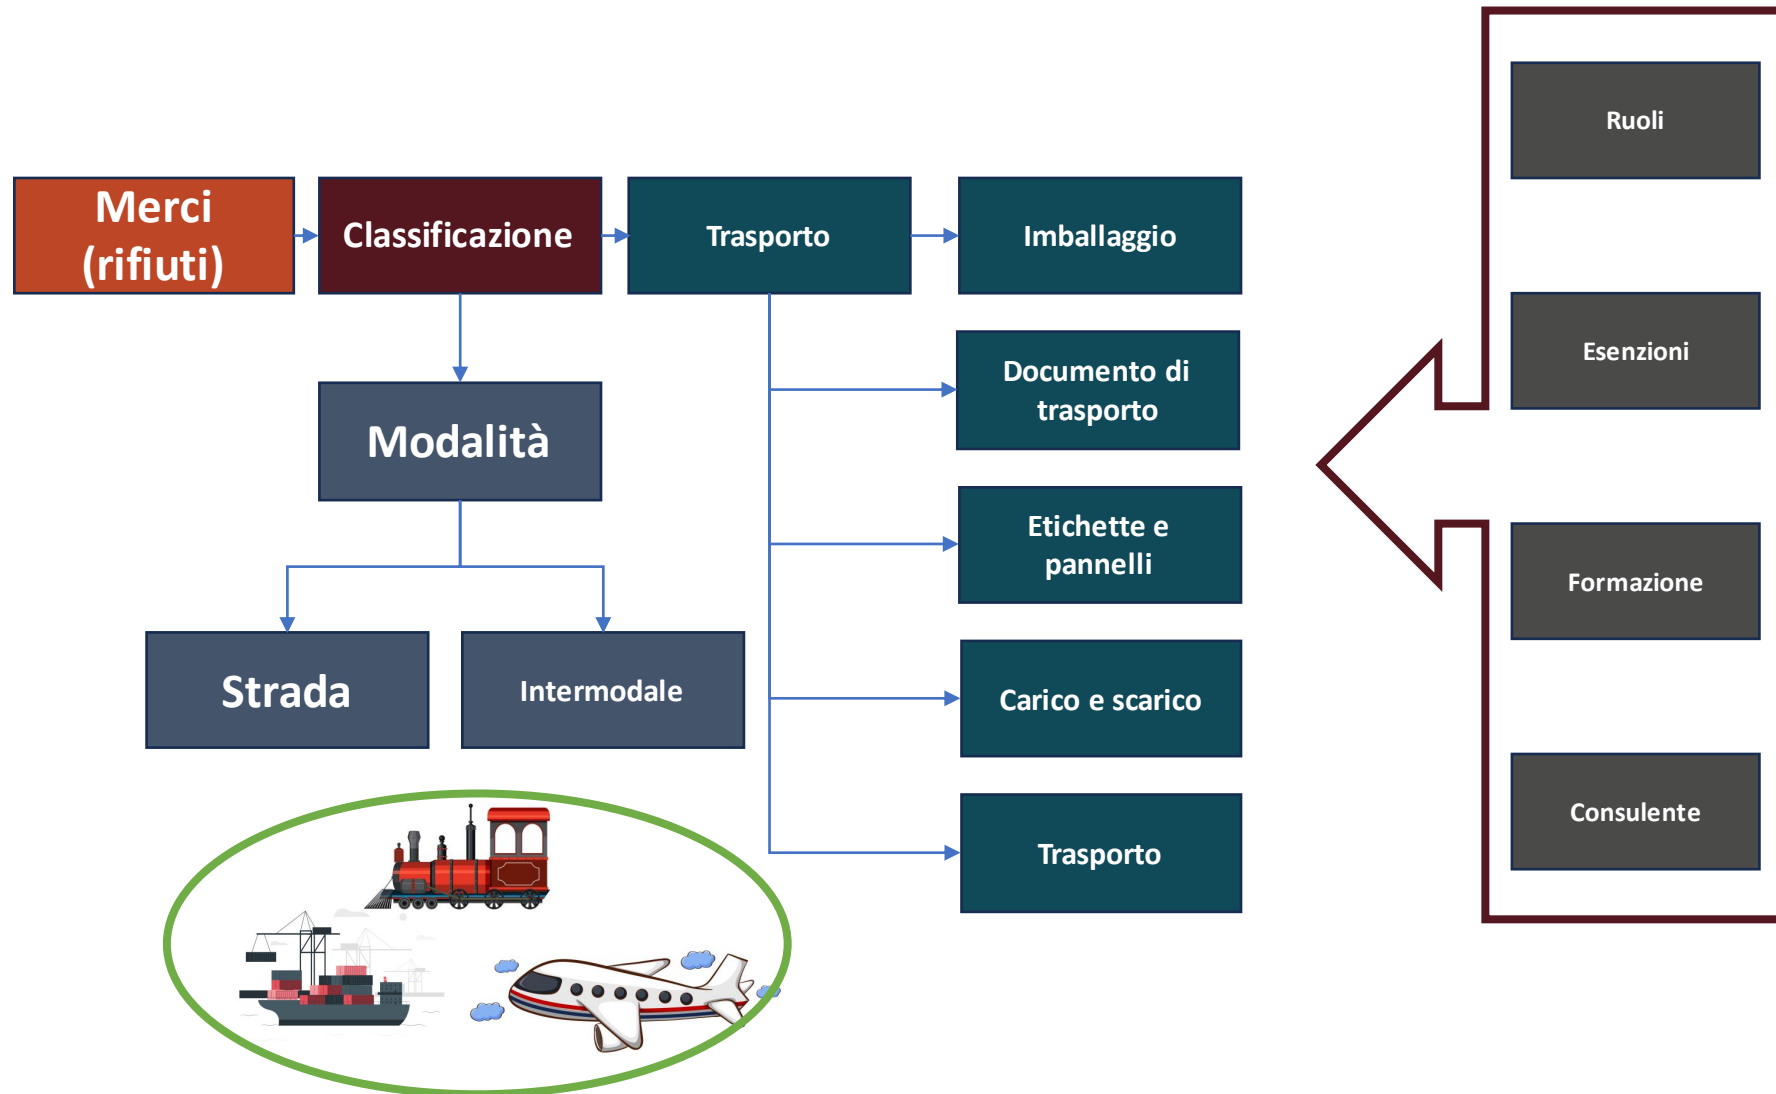 Merci
(rifiuti)
Classificazione
Trasporto
Imballaggio
Documento di
trasporto
Modalità
Etichette e
pannelli
Strada
Intermodale
Carico e scarico
Trasporto
Ruoli
Esenzioni
Formazione
Consulente